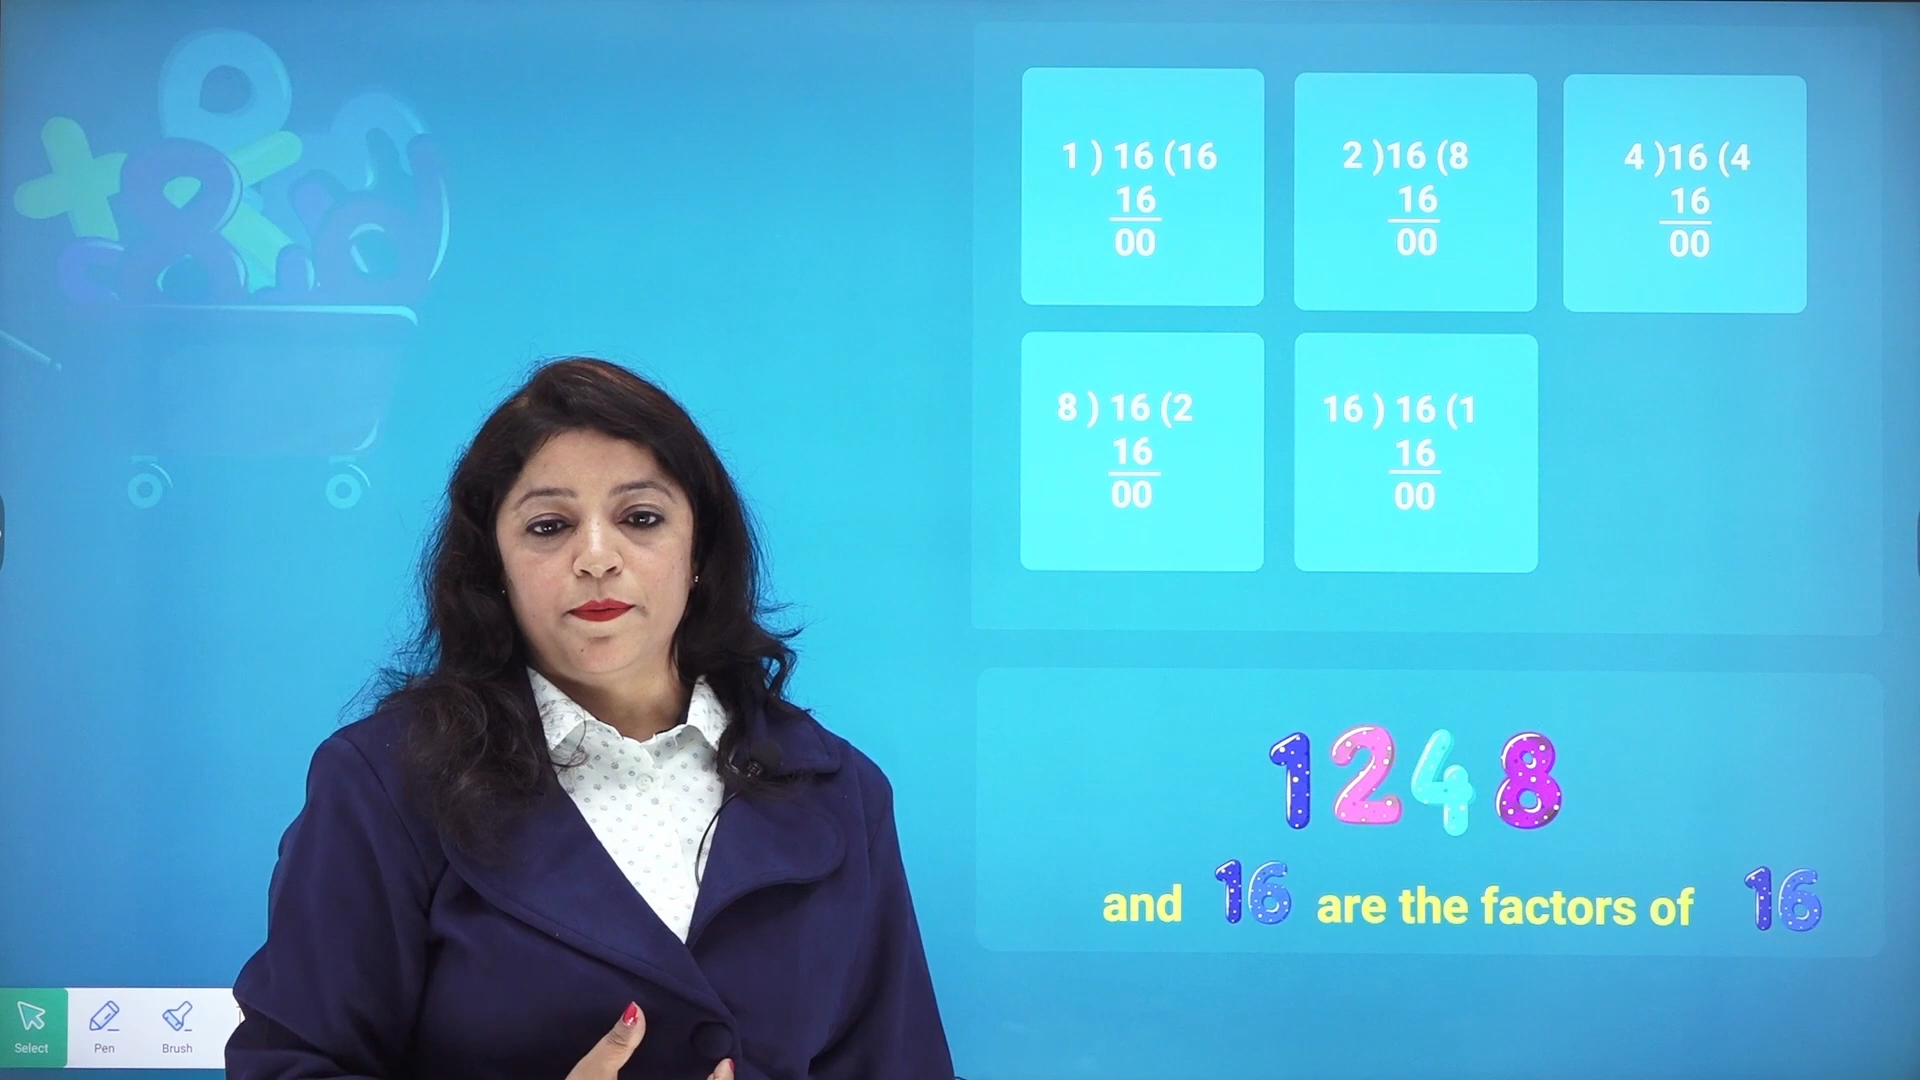 1 ) 16 (16
16
00
2 )16 (8
16
00
4 )16 (4
16
00
8 ) 16 (2
16
00
16 ) 16 (1
16
00
1 2 4 8
and 16 are the factors of 16
Select
Pen
Brush